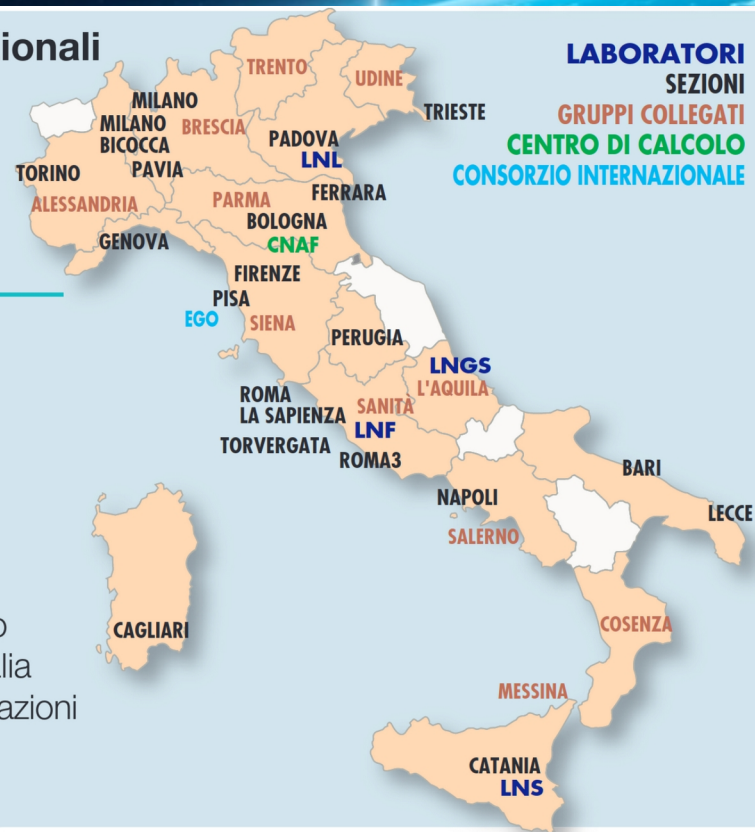 ionali
LABORATORI
SEZIONI
GRUPPI COLLEGATI
CENTRO DI CALCOLO
CONSORZIO INTERNAZIONALE
TRENTO
UDINE
MILANO
TRIESTE
MILANO
BICOCCA
BRESCIA
PADOVA
LNL
TORINO
PAVIA
ALESSANDRIA
PARMA
FERRARA
BOLOGNA
GENOVA
CNAF
FIRENZE
PISA
EGO
SIENA
PERUGIA
LNGS
L'AQUILA
ROMA
LA SAPIENZA
SANITÀ
LNF
TORVERGATA
ROMA3
BARI
NAPOLI
LECCE
SALERNO
CAGLIARI
COSENZA
o
lia
azioni
MESSINA
CATANIA
LNS